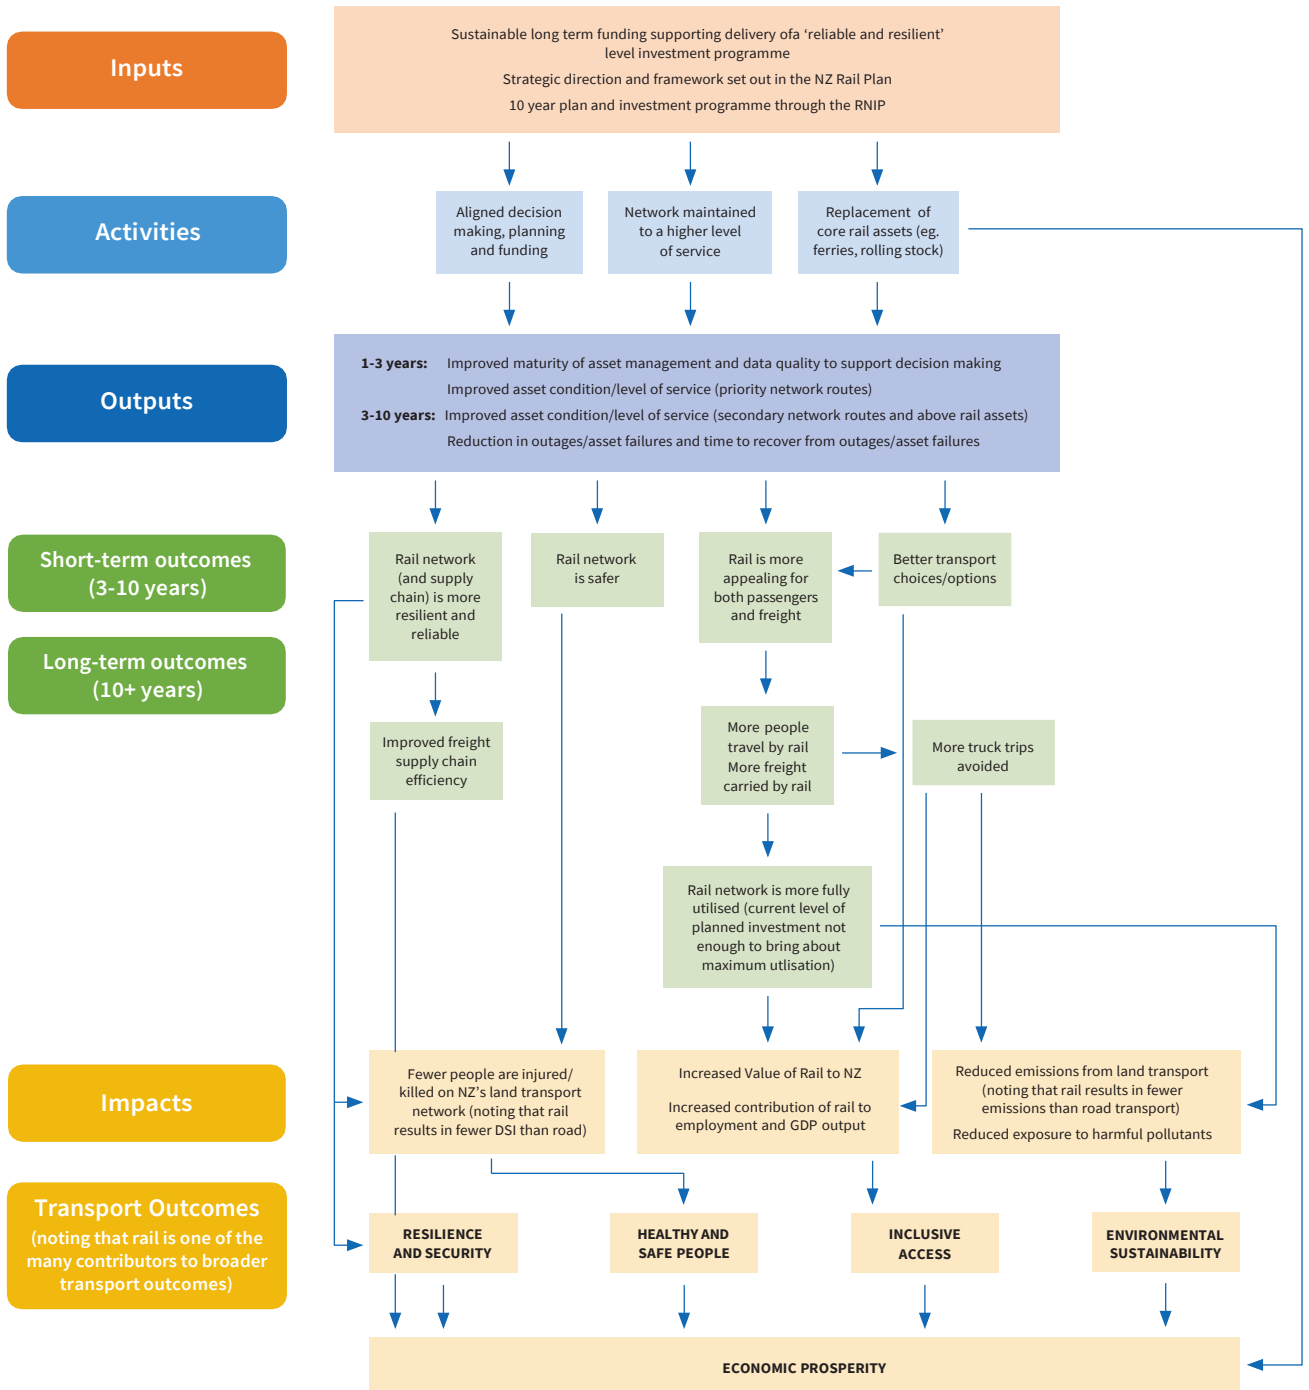 Inputs
Sustainable long term funding supporting delivery ofa ‘reliable and resilient’
level investment programme
Strategic direction and framework set out in the NZ Rail Plan
10 year plan and investment programme through the RNIP
Activities
Aligned decision
making, planning
and funding
Network maintained
to a higher level
of service
Replacement of
core rail assets (eg.
ferries, rolling stock)
Outputs
1-3 years: Improved maturity of asset management and data quality to support decision making
Improved asset condition/level of service (priority network routes)
3-10 years: Improved asset condition/level of service (secondary network routes and above rail assets)
Reduction in outages/asset failures and time to recover from outages/asset failures
Short-term outcomes
(3-10 years)
Rail network
(and supply
chain) is more
resilient and
reliable
Rail network
is safer
Rail is more
appealing for
both passengers
and freight
Better transport
choices/options
Long-term outcomes
(10+ years)
Improved freight
supply chain
efficiency
More people
travel by rail
More freight
carried by rail
More truck trips
avoided
Rail network is more fully
utilised (current level of
planned investment not
enough to bring about
maximum utlisation)
Impacts
Fewer people are injured/
killed on NZ’s land transport
network (noting that rail
results in fewer DSI than road)
Increased Value of Rail to NZ
Increased contribution of rail to
employment and GDP output
Reduced emissions from land transport
(noting that rail results in fewer
emissions than road transport)
Reduced exposure to harmful pollutants
Transport Outcomes
(noting that rail is one of the
many contributors to broader
transport outcomes)
RESILIENCE
AND SECURITY
HEALTHY AND
SAFE PEOPLE
INCLUSIVE
ACCESS
ENVIRONMENTAL
SUSTAINABILITY
ECONOMIC PROSPERITY